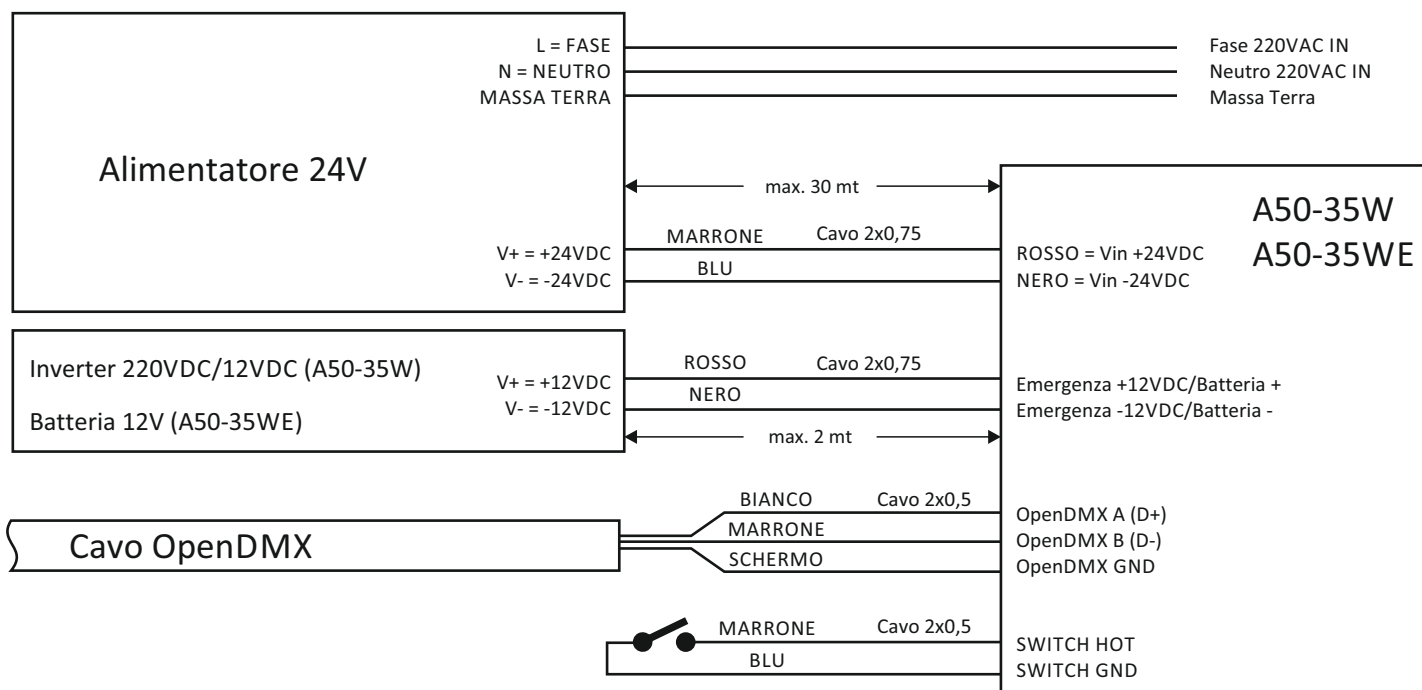 L = FASE
N = NEUTRO
MASSA TERRA
Fase 220VAC IN
Neutro 220VAC IN
Massa Terra
Alimentatore 24V
max. 30 mt
A50-35W
A50-35WE
V+ = +24VDC
V- = -24VDC
MARRONE
Cavo 2x0,75
BLU
ROSSO = Vin +24VDC
NERO = Vin -24VDC
Inverter 220VDC/12VDC (A50-35W)
Batteria 12V (A50-35WE)
V+ = +12VDC
V- = -12VDC
ROSSO
Cavo 2x0,75
NERO
Emergenza +12VDC/Batteria +
Emergenza -12VDC/Batteria -
max. 2 mt
Cavo OpenDMX
BIANCO
Cavo 2x0,5
MARRONE
SCHERMO
OpenDMX A (D+)
OpenDMX B (D-)
OpenDMX GND
MARRONE
Cavo 2x0,5
BLU
SWITCH HOT
SWITCH GND